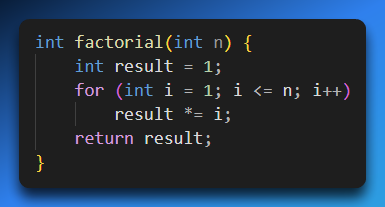 int factorial(int n) {
    int result = 1;
    for (int i = 1; i <= n; i++)
        result *= i;
    return result;
}